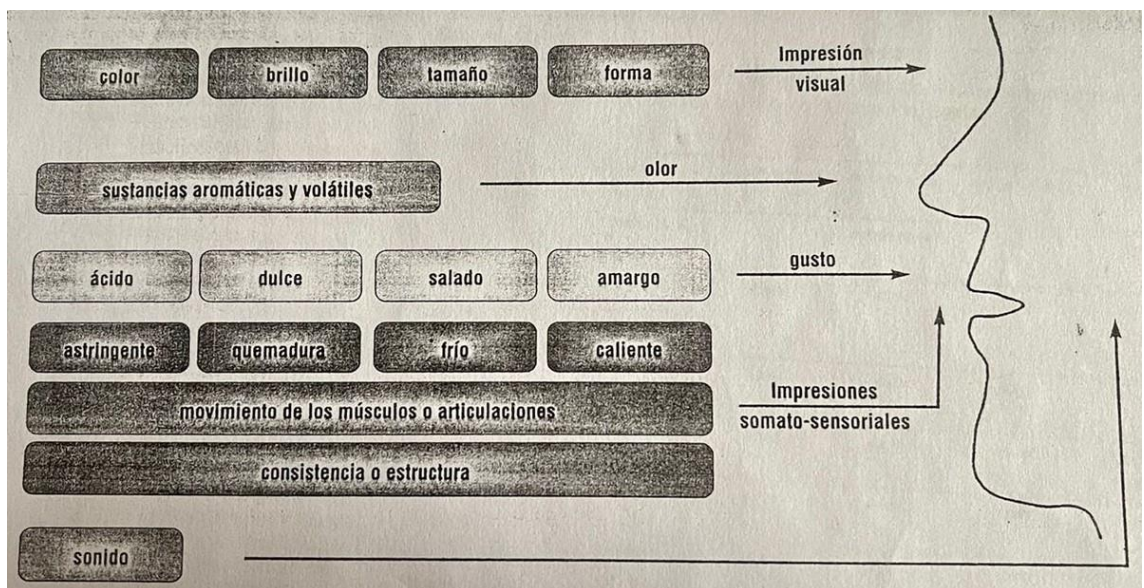 color brillo tamaño forma
Impresión
visual
sustancias aromáticas y volátiles
olor
ácido dulce salado amargo
gusto
astringente quemadura frío caliente
movimiento de los músculos o articulaciones
Impresiones
somato-sensoriales
consistencia o estructura
sonido